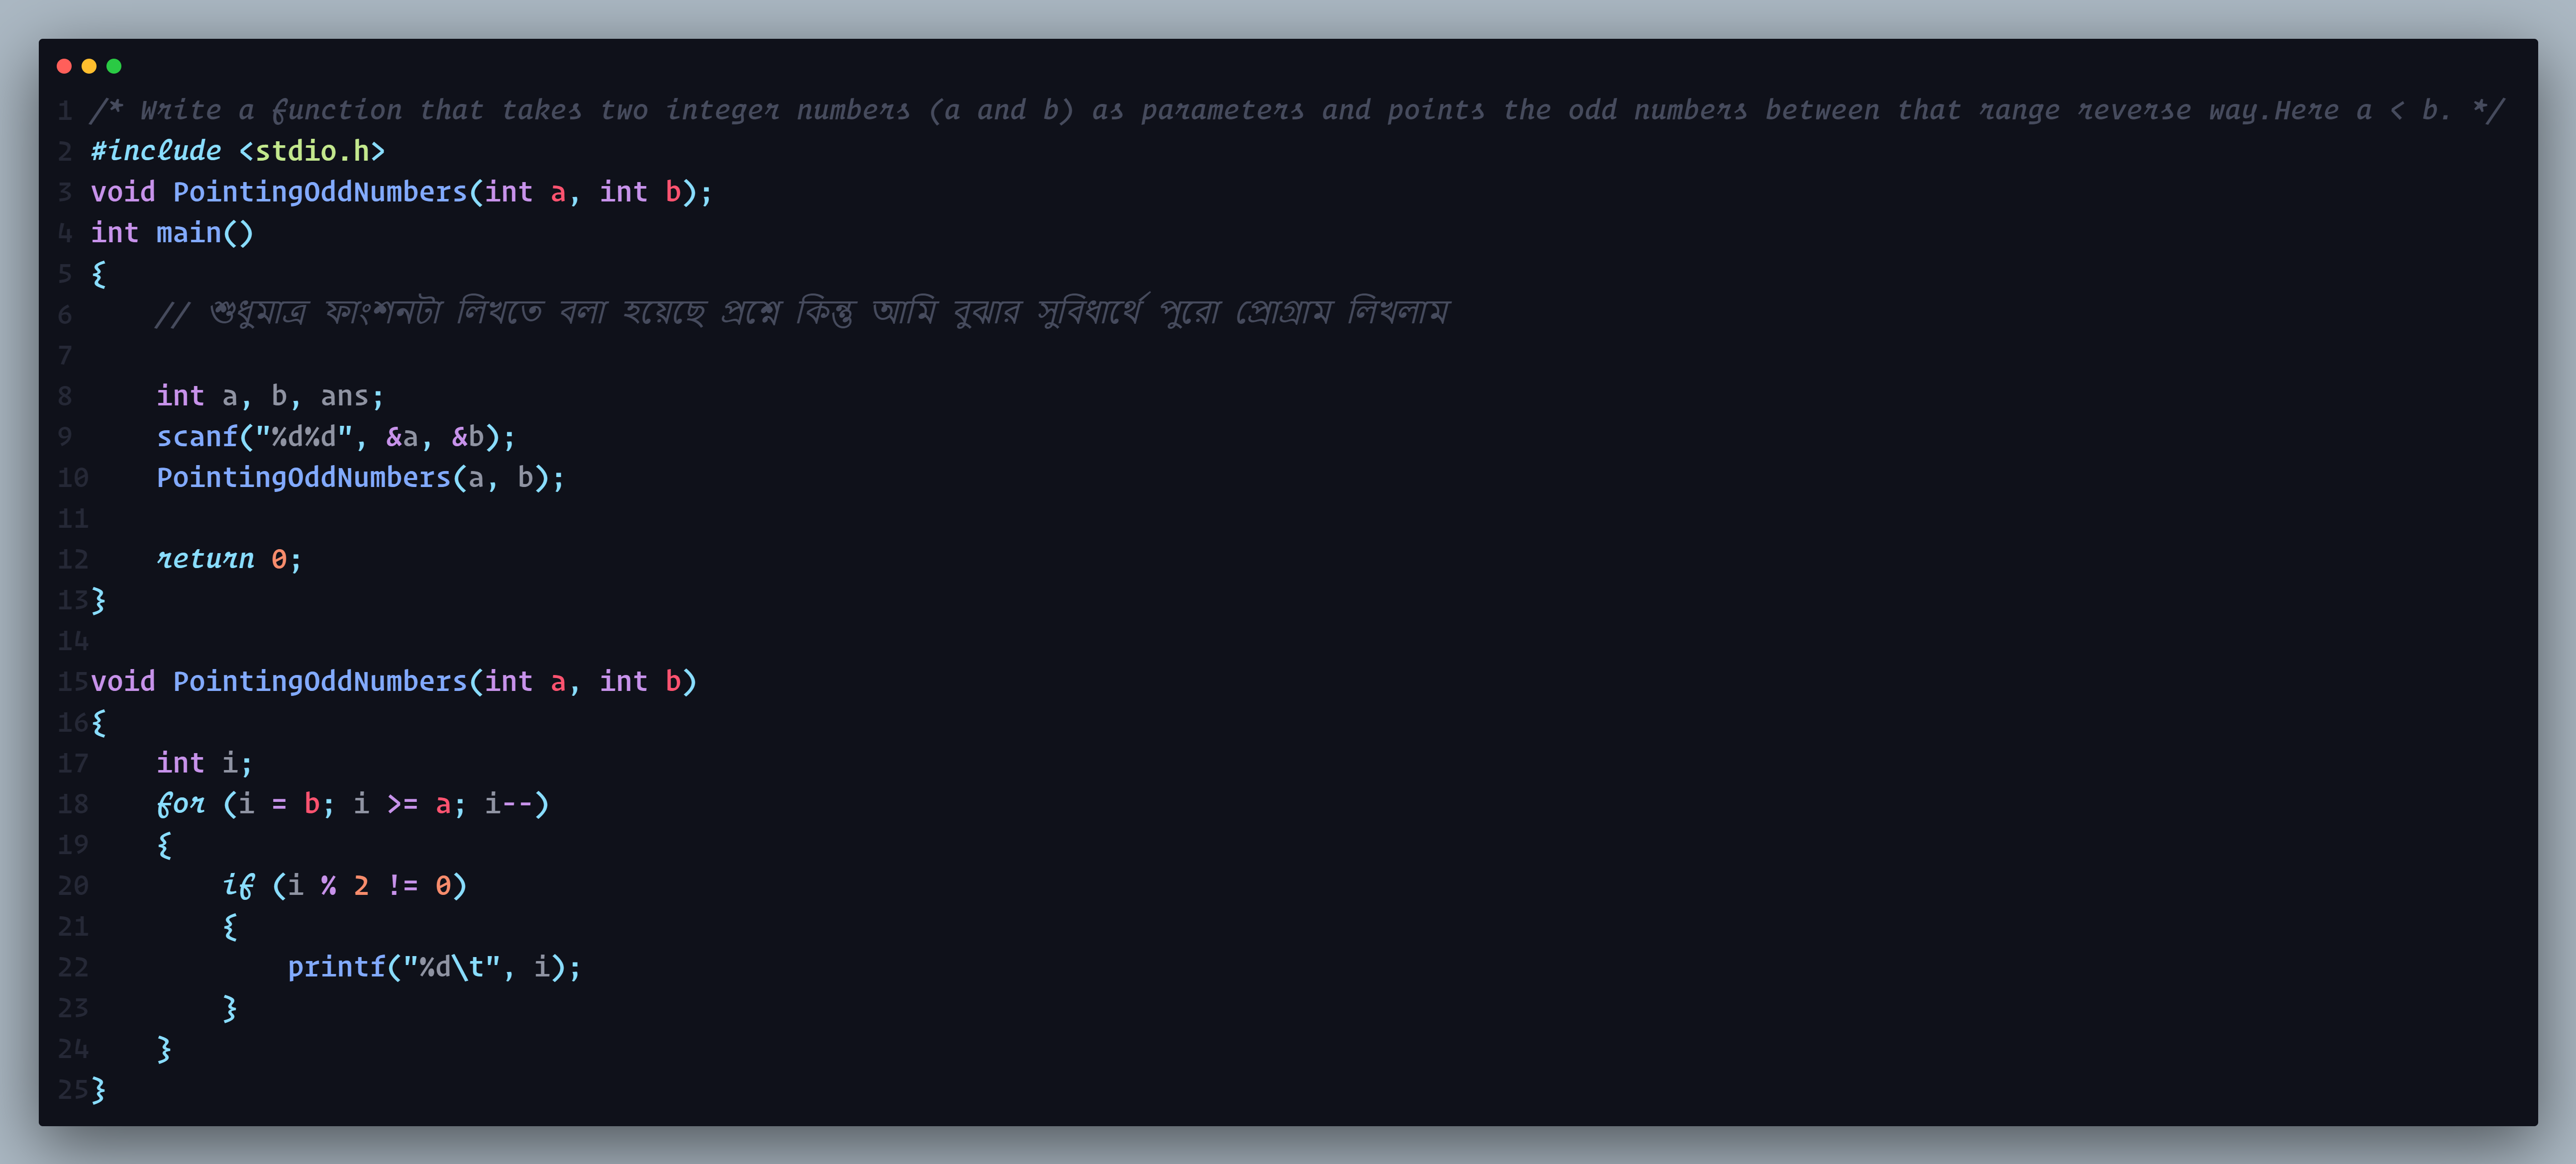 1 /* Write a function that takes two integer numbers (a and b) as parameters and points the odd numbers between that range reverse way.Here a < b. */
2 #include <stdio.h>
3 void PointingOddNumbers(int a, int b);
4 int main()
5 {
6     // শুধুমাত্র ফাংশনটা লিখতে বলা হয়েছে প্রশ্নে কিন্তু আমি বুঝার সুবিধার্থে পুরো প্রোগ্রাম লিখলাম
7
8     int a, b, ans;
9     scanf("%d%d", &a, &b);
10     PointingOddNumbers(a, b);
11
12     return 0;
13 }
14
15 void PointingOddNumbers(int a, int b)
16 {
17     int i;
18     for (i = b; i >= a; i--)
19     {
20         if (i % 2 != 0)
21         {
22             printf("%d\t", i);
23         }
24     }
25 }